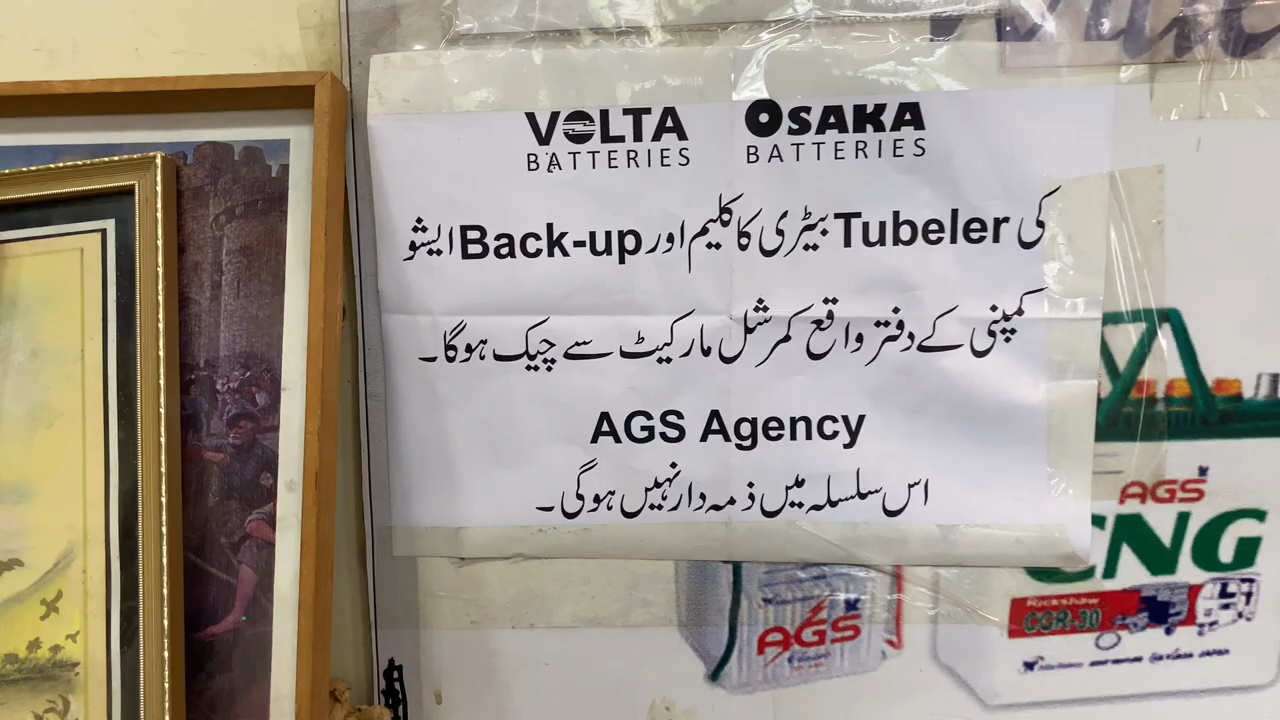 VOLTA OSAKA
BATTERIES BATTERIES
کی Tubeler بیٹری کا کلیم اور Back-up ایشو
کمپنی کے دفتر واقع کمرشل مارکیٹ سے چیک ہوگا۔
AGS Agency
اس سلسلہ میں ذمہ دار نہیں ہوگی۔
AGS
CNG
Rickshaw
CGR-30
AGS